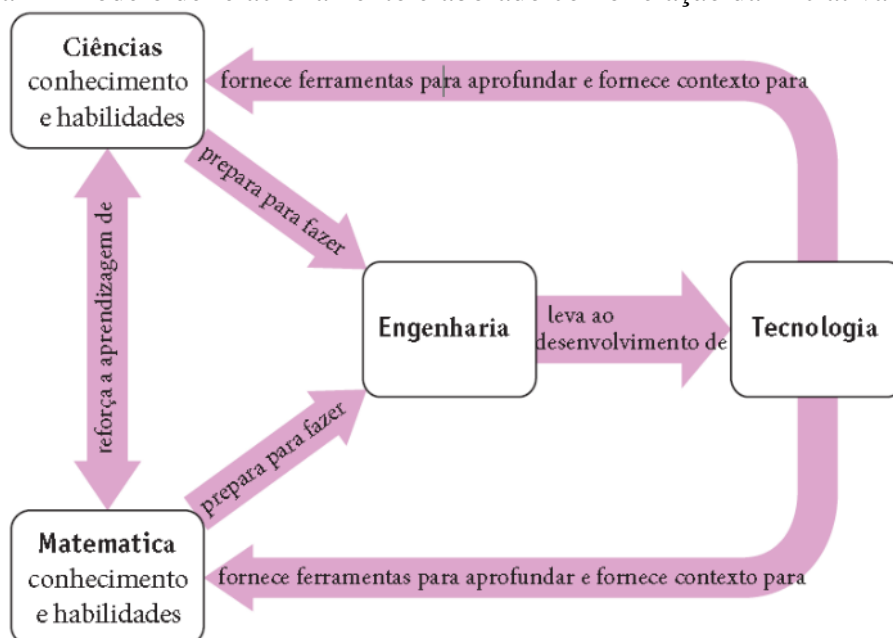 Ciências
conhecimento
e habilidades
fornece ferramentas para aprofundar e fornece contexto para
prepara para fazer
reforça a aprendizagem de
Engenharia
leva ao
desenvolvimento de
Tecnologia
prepara para fazer
Matematica
conhecimento
e habilidades
fornece ferramentas para aprofundar e fornece contexto para